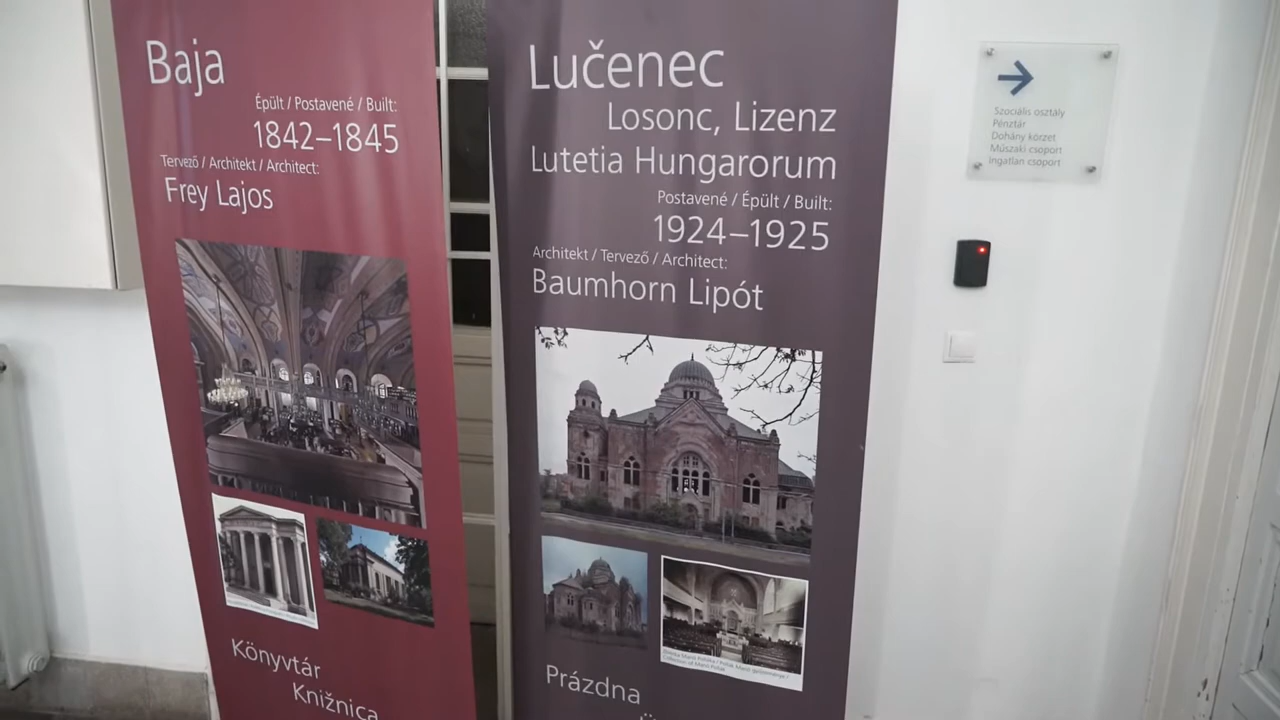 Baja
Épült / Postavené / Built:
1842–1845
Tervező / Architekt / Architect:
Frey Lajos
Könyvtár
Knižnica
Lučenec
Losonc, Lizenz
Lutetia Hungarorum
Postavené / Épült / Built:
1924–1925
Architekt / Tervező / Architect:
Baumhorn Lipót
Prázdna
Szociális osztály
Pénztár
Dohány körzet
Műszaki csoport
Ingatlan csoport